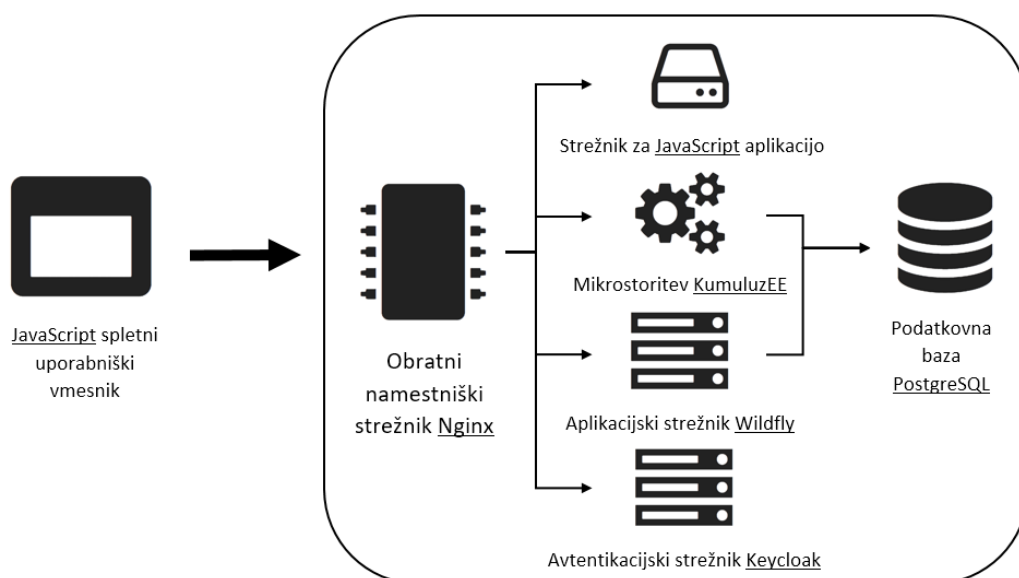 JavaScript spletni
uporabniški
vmesnik
Obratni
namestniški
strežnik Nginx
Strežnik za JavaScript aplikacijo
Mikrostoritev KumuluzEE
Aplikacijski strežnik Wildfly
Avtentikacijski strežnik Keycloak
Podatkovna
baza
PostgreSQL